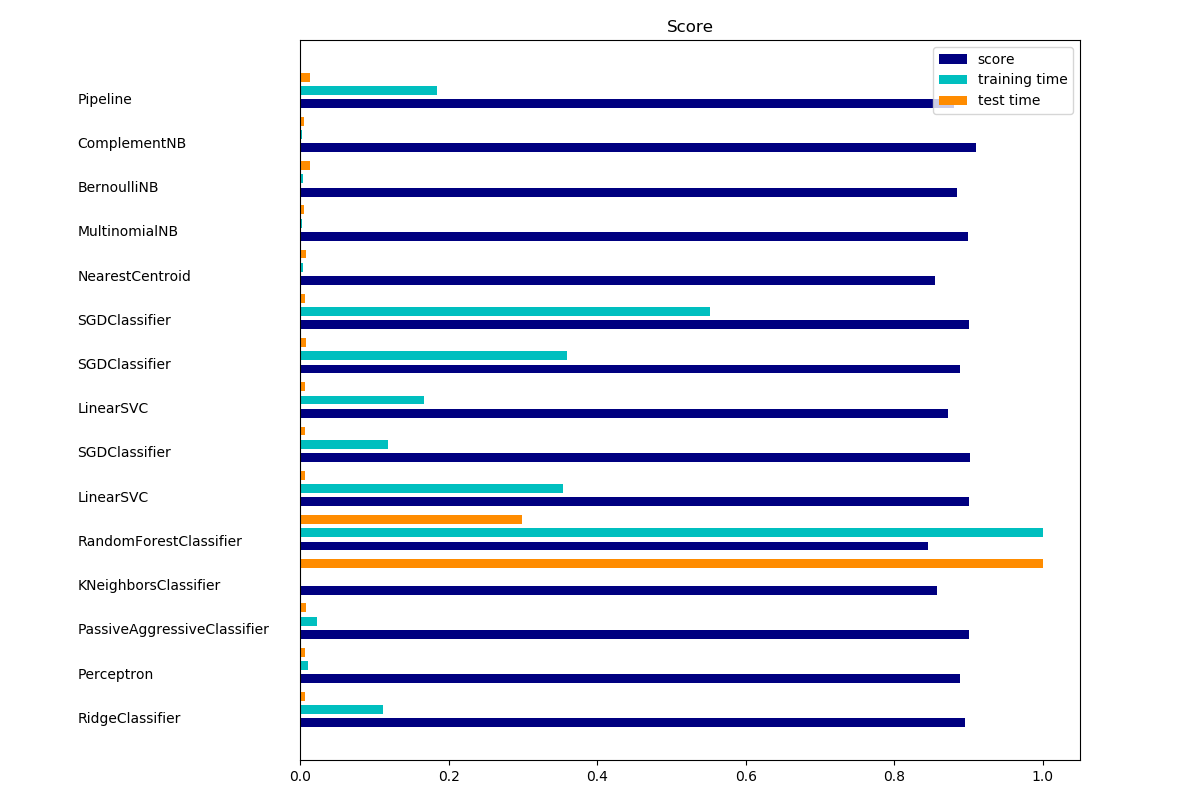 Score
score
training time
test time
Pipeline
ComplementNB
BernoulliNB
MultinomialNB
NearestCentroid
SGDClassifier
SGDClassifier
LinearSVC
SGDClassifier
LinearSVC
RandomForestClassifier
KNeighborsClassifier
PassiveAggressiveClassifier
Perceptron
RidgeClassifier
0.0 0.2 0.4 0.6 0.8 1.0